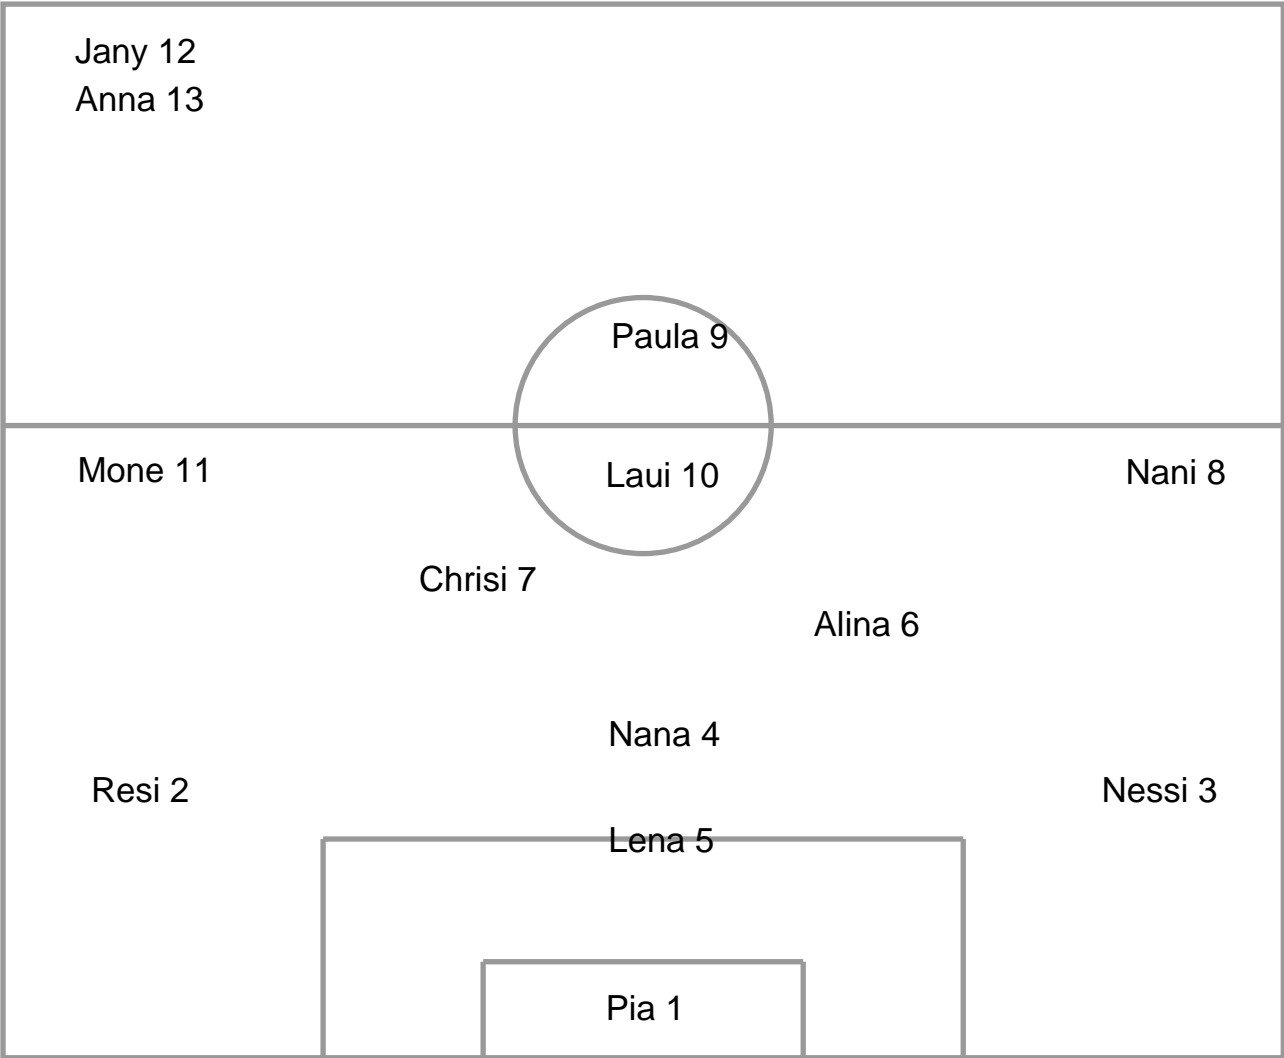 Jany 12
Anna 13
Paula 9
Mone 11
Laui 10
Nani 8
Chrisi 7
Alina 6
Nana 4
Resi 2
Nessi 3
Lena 5
Pia 1